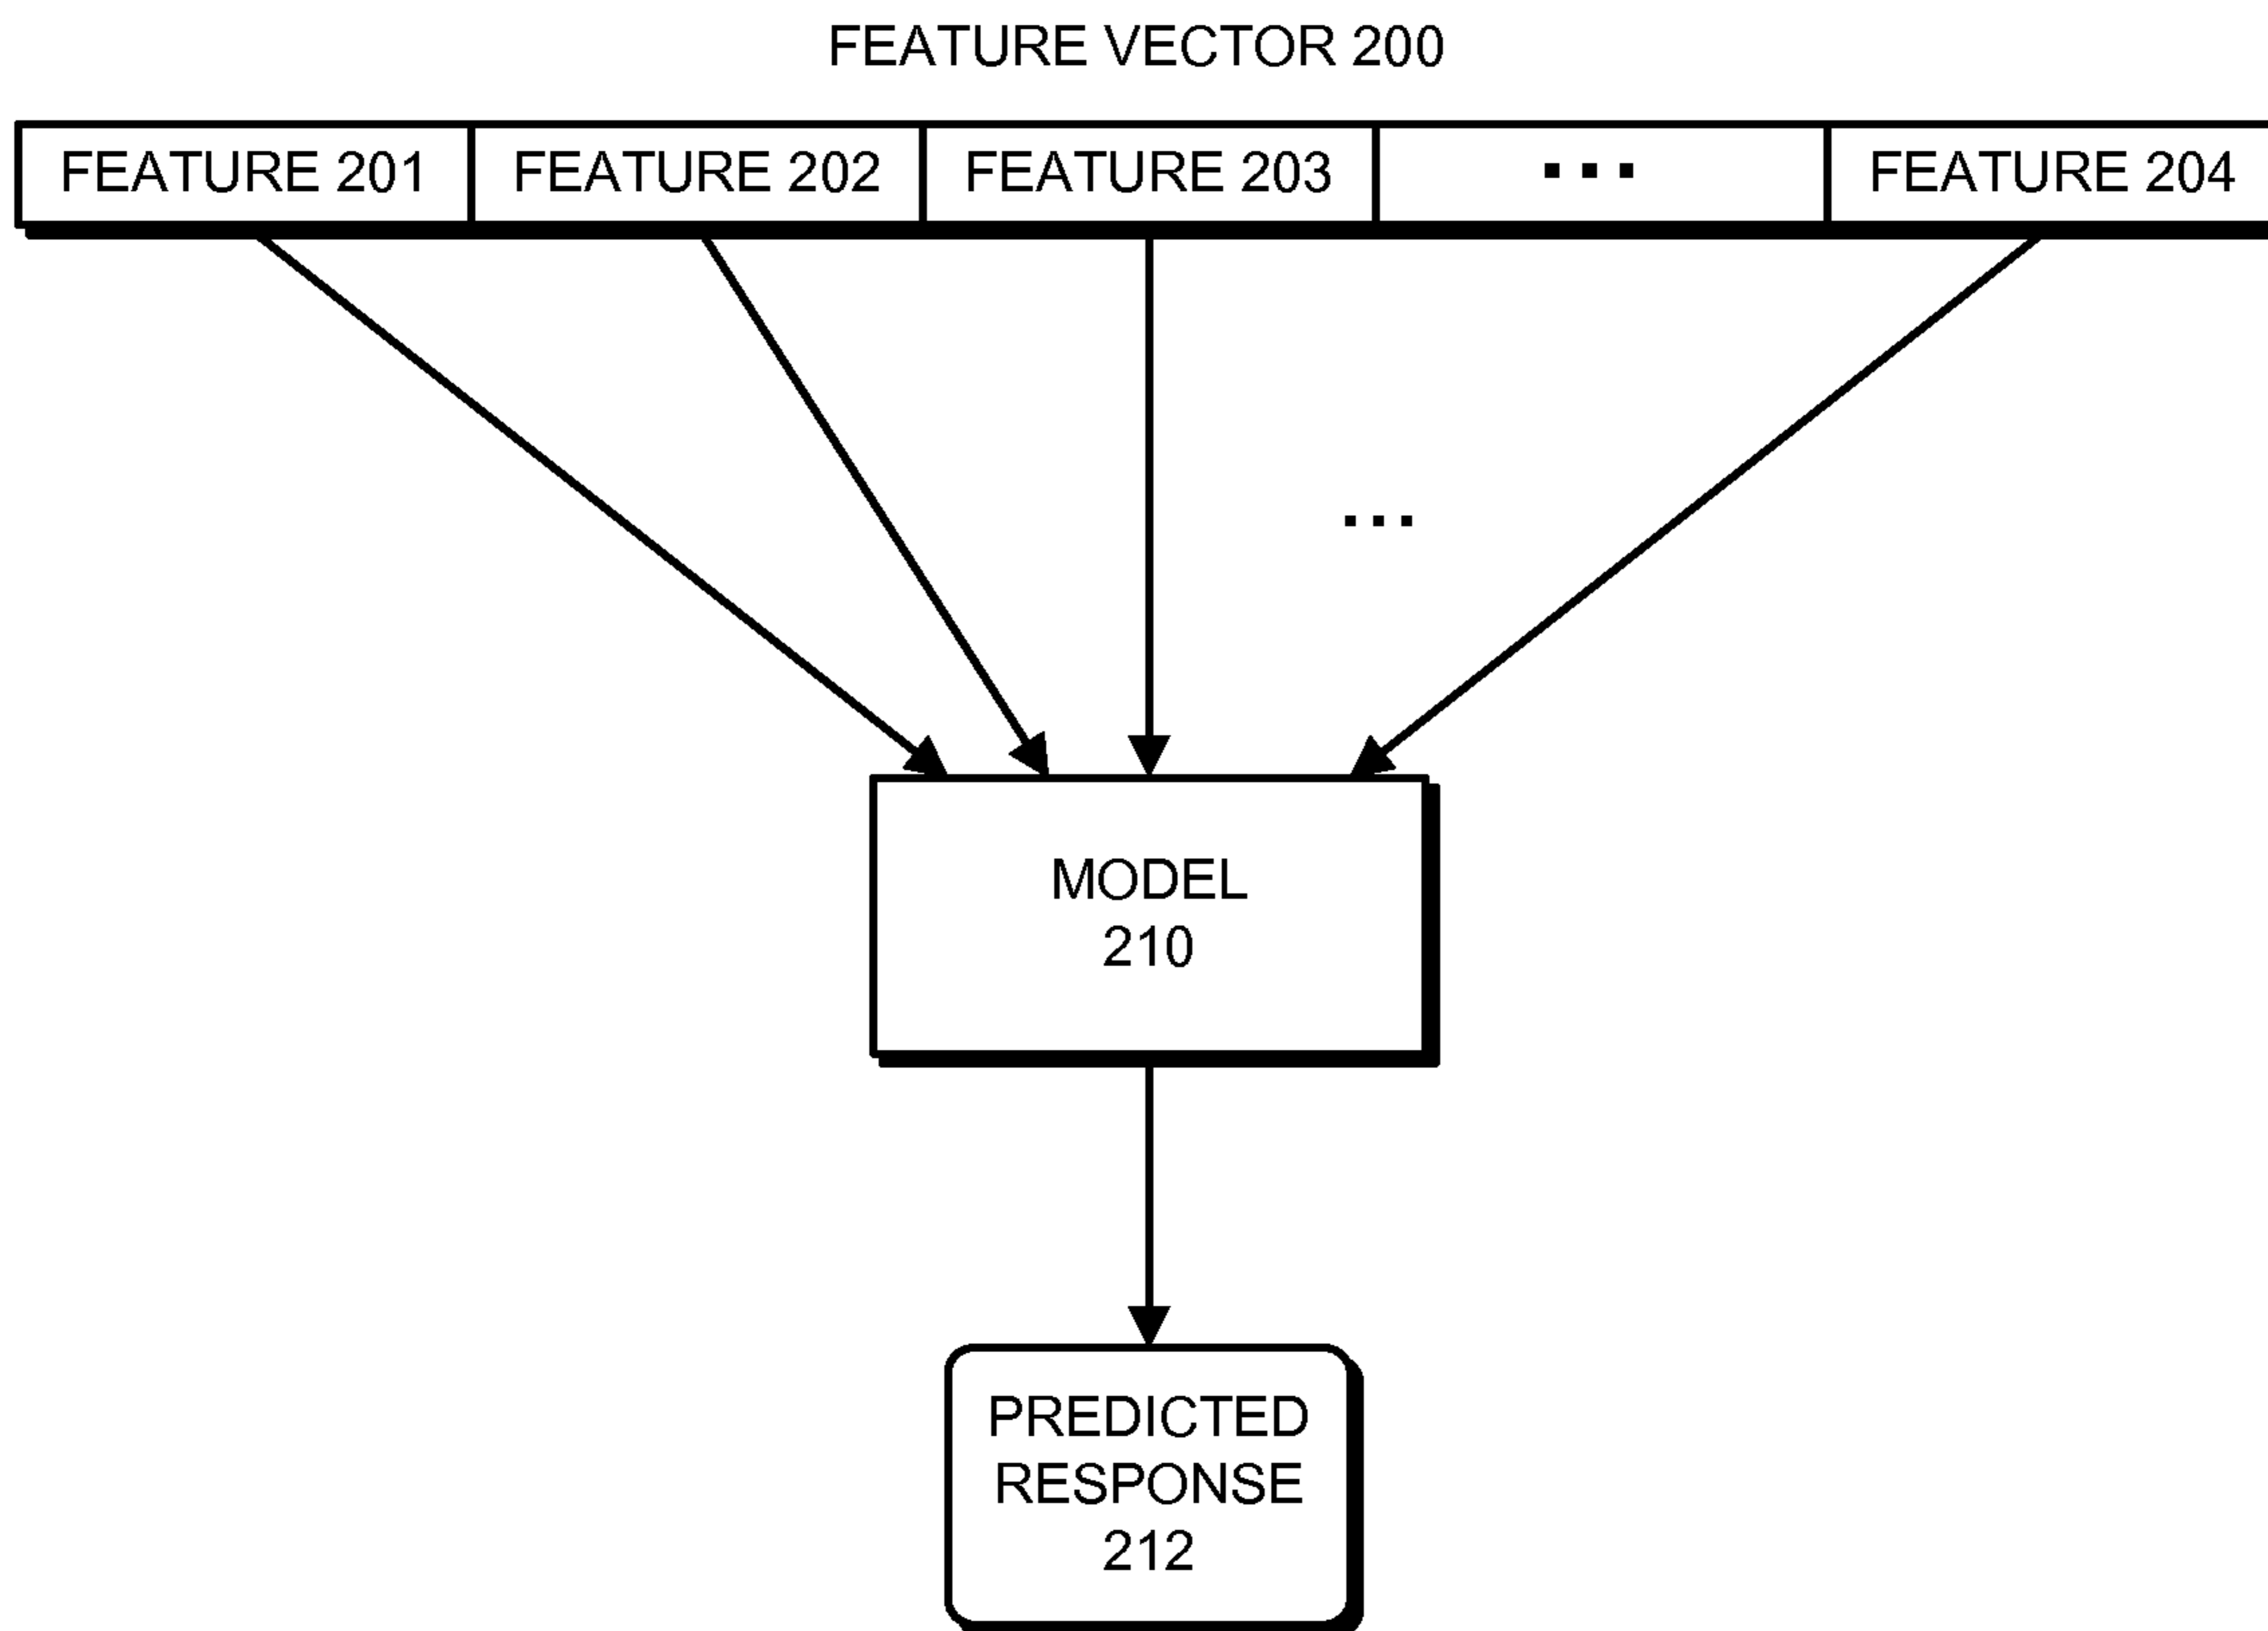 FEATURE VECTOR 200
FEATURE 201
FEATURE 202
FEATURE 203
...
FEATURE 204
...
MODEL
210
PREDICTED
RESPONSE
212